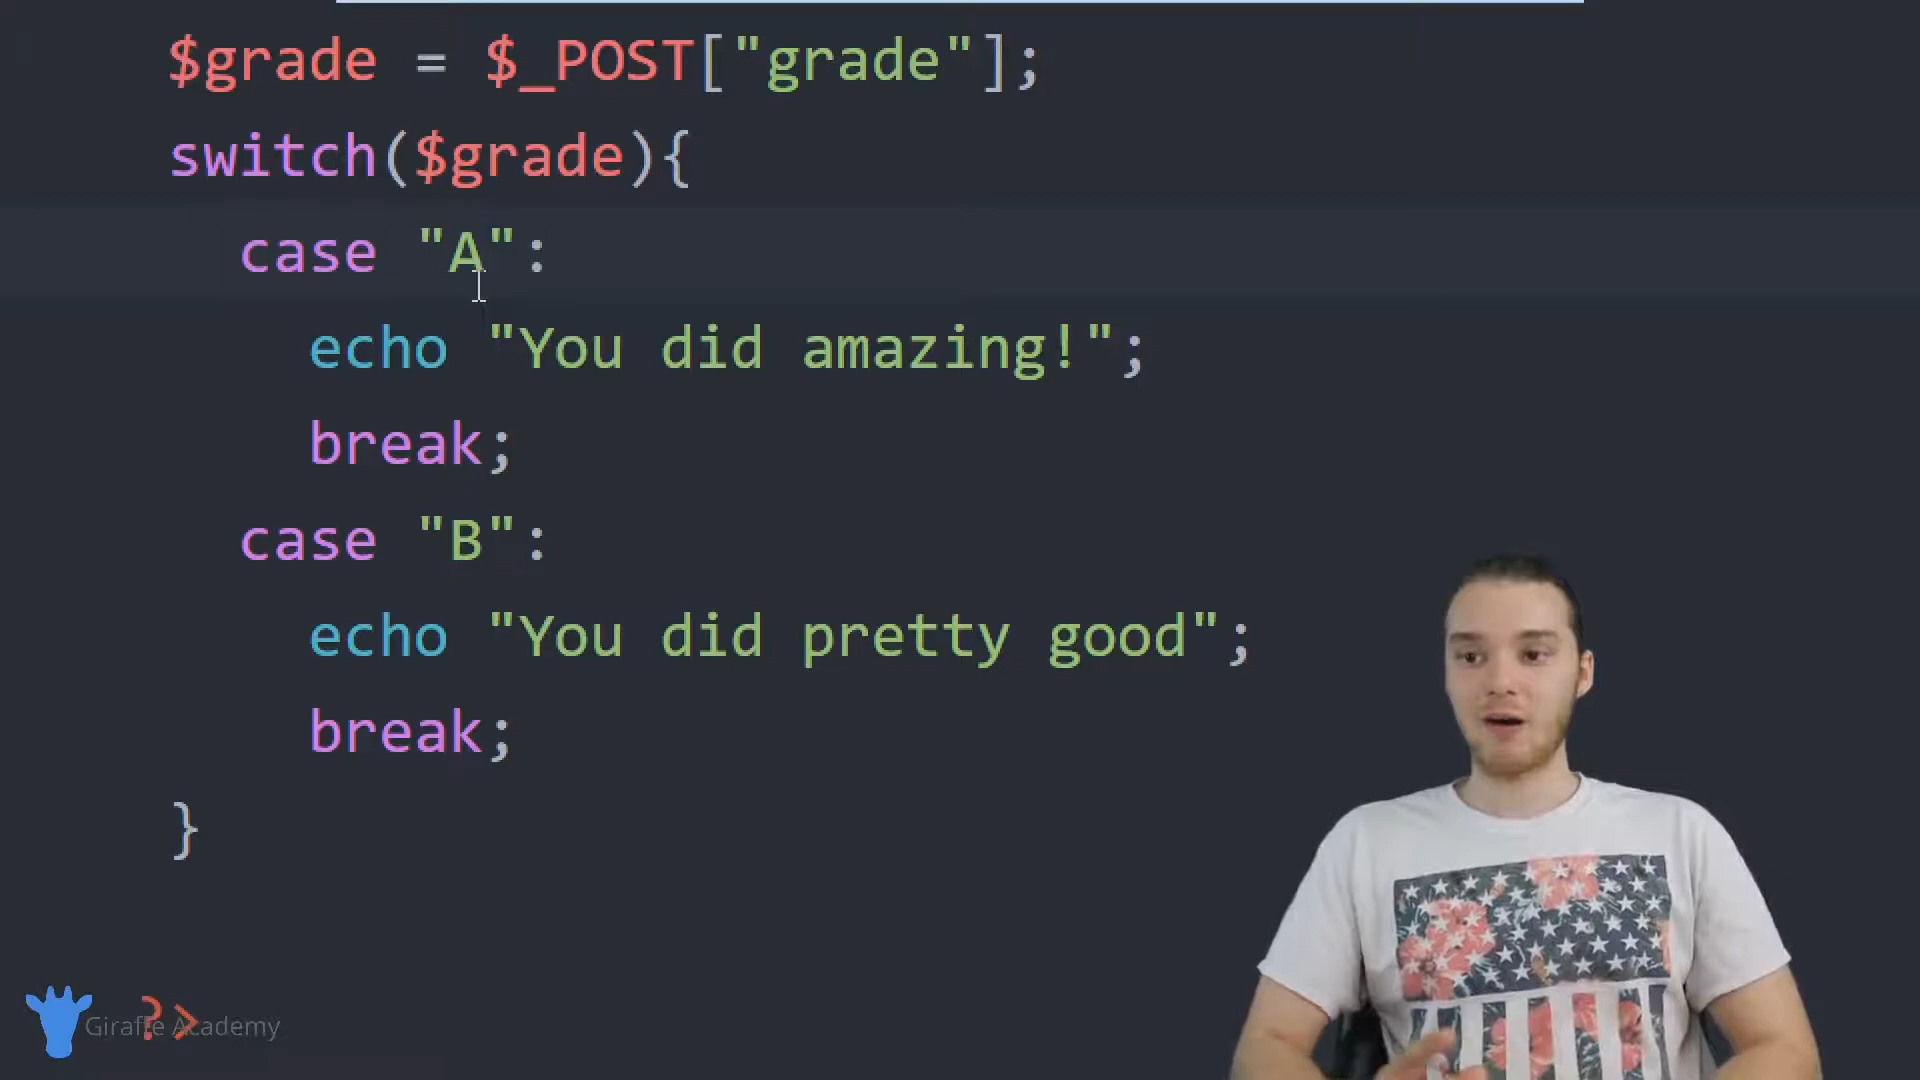 $grade = $_POST["grade"];
switch($grade){
case "A":
echo "You did amazing!";
break;
case "B":
echo "You did pretty good";
break;
}
?>
Giraffe Academy